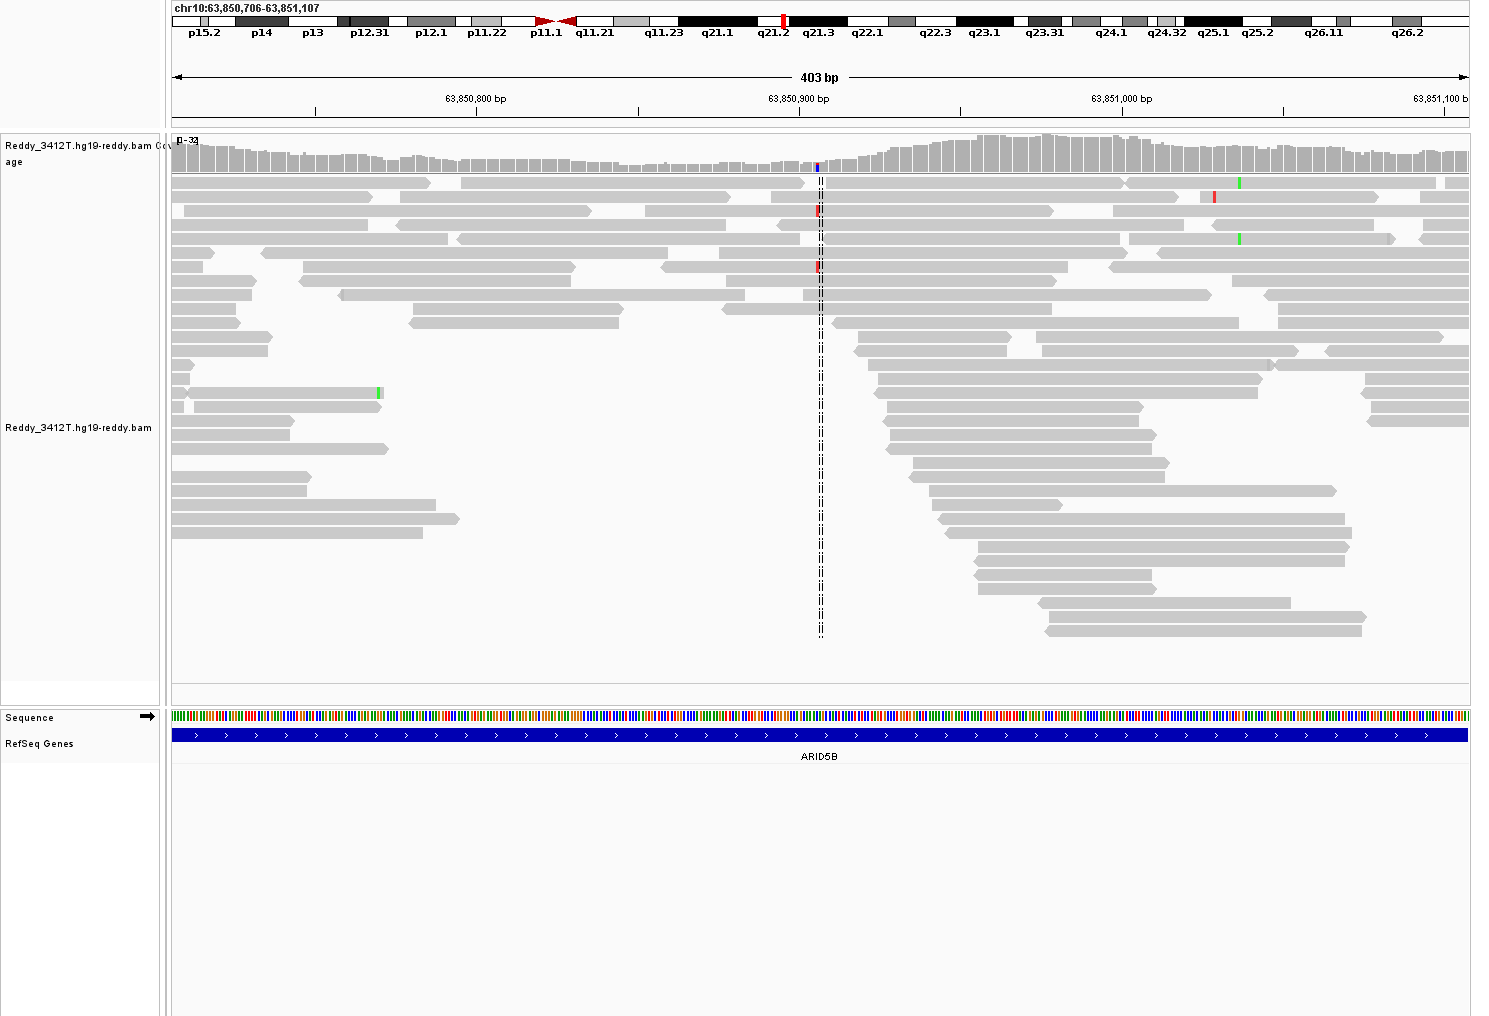 chr10:63,850,706-63,851,107
p15.2 p14 p13 p12.31 p12.1 p11.22 p11.1 q11.21 q11.23 q21.1 q21.2 q21.3 q22.1 q22.3 q23.1 q23.31 q24.1 q24.32 q25.1 q25.2 q26.11 q26.2
403 bp
63,850,800 bp 63,850,900 bp 63,851,000 bp 63,851,100 b
Reddy_3412T.hg19-reddy.bam Cov
age
[0-32]
Reddy_3412T.hg19-reddy.bam
Sequence
RefSeq Genes
ARID5B